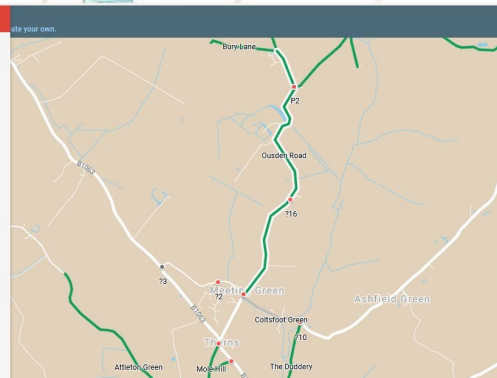 ate your own.
Bury Lane
P2
Ousden Road
B1063
?16
?3
?2
Meeting Green
Ashfield Green
B1063
Coltsfoot Green
?10
Thorns
Attleton Green
Mole Hill
The Duddery